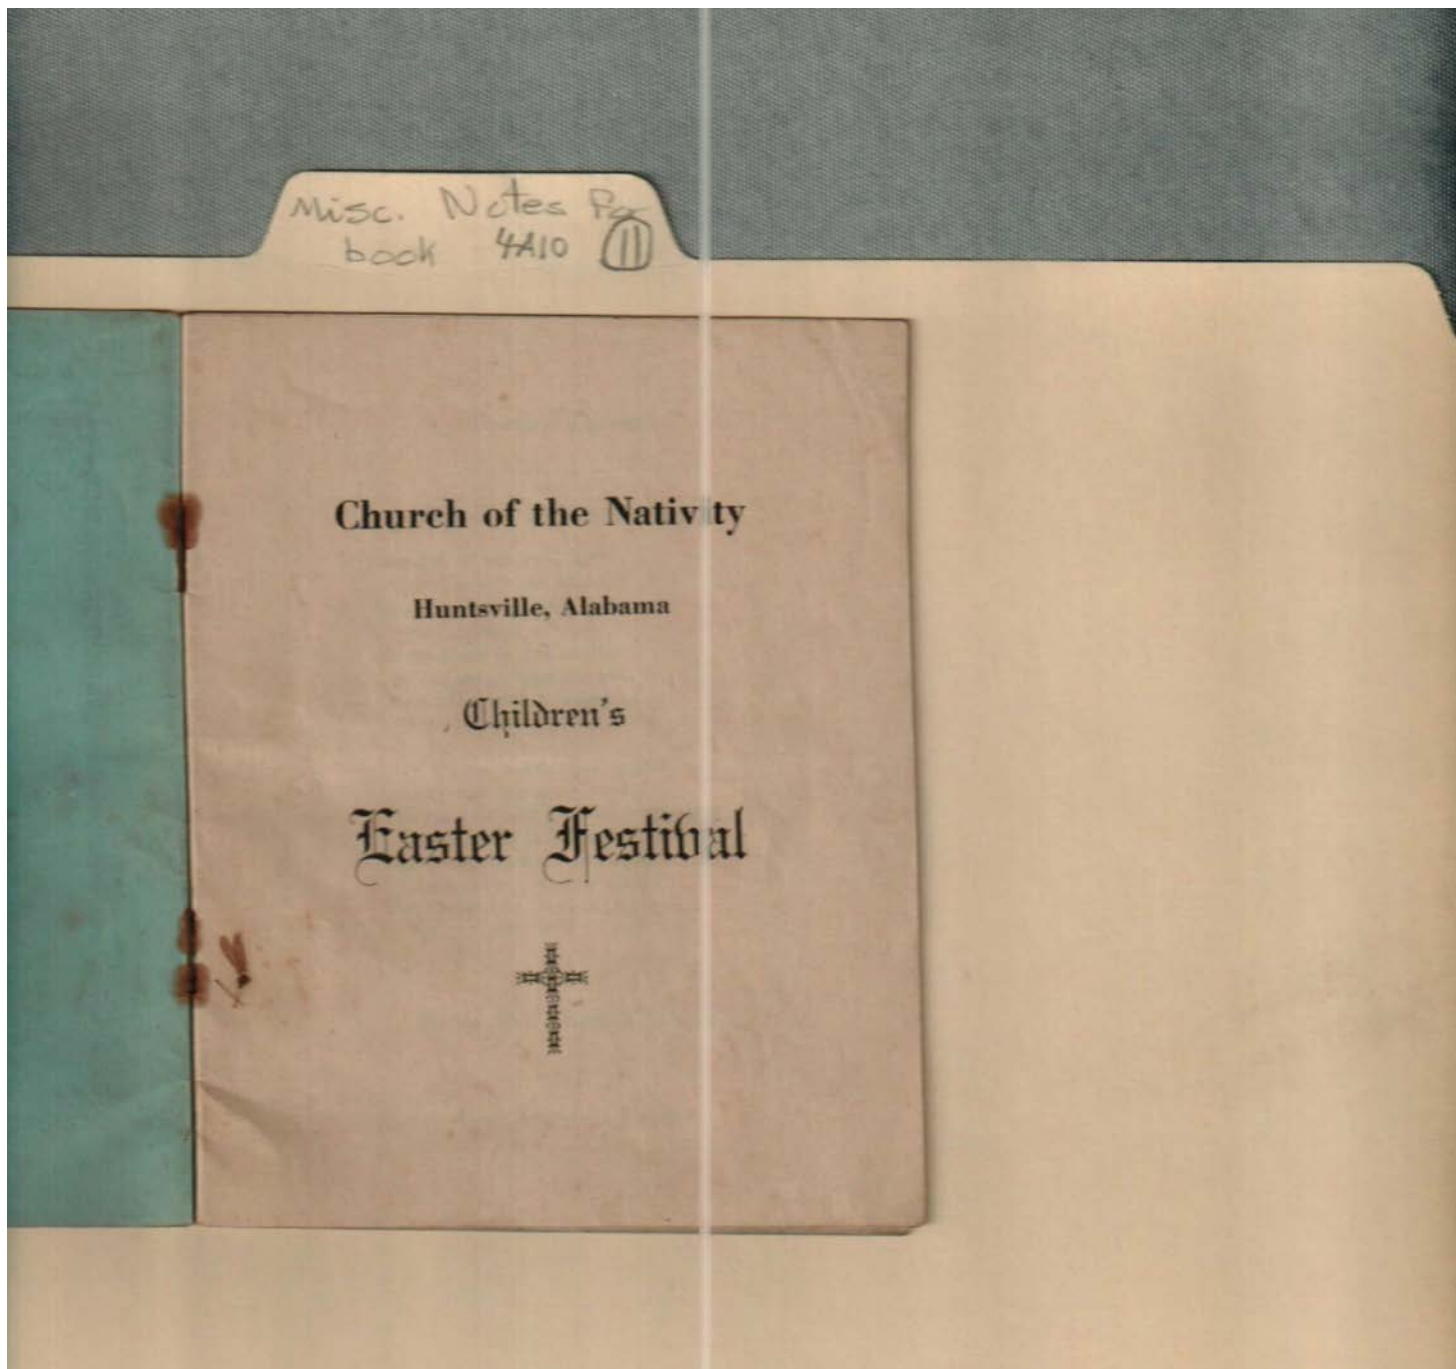 Misc. Notes For
book 4A10 11
Church of the Nativity
Huntsville, Alabama
Children's
Easter Festival